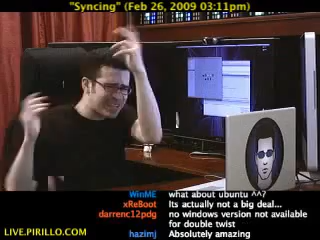 "Syncing" (Feb 26, 2009 03:11pm)
WinME what about ubuntu ^^?
xReBoot Its actually not a big deal...
darrenc12pdg no windows version not available
for double twist
hazimj Absolutely amazing
LIVE.PIRILLO.COM